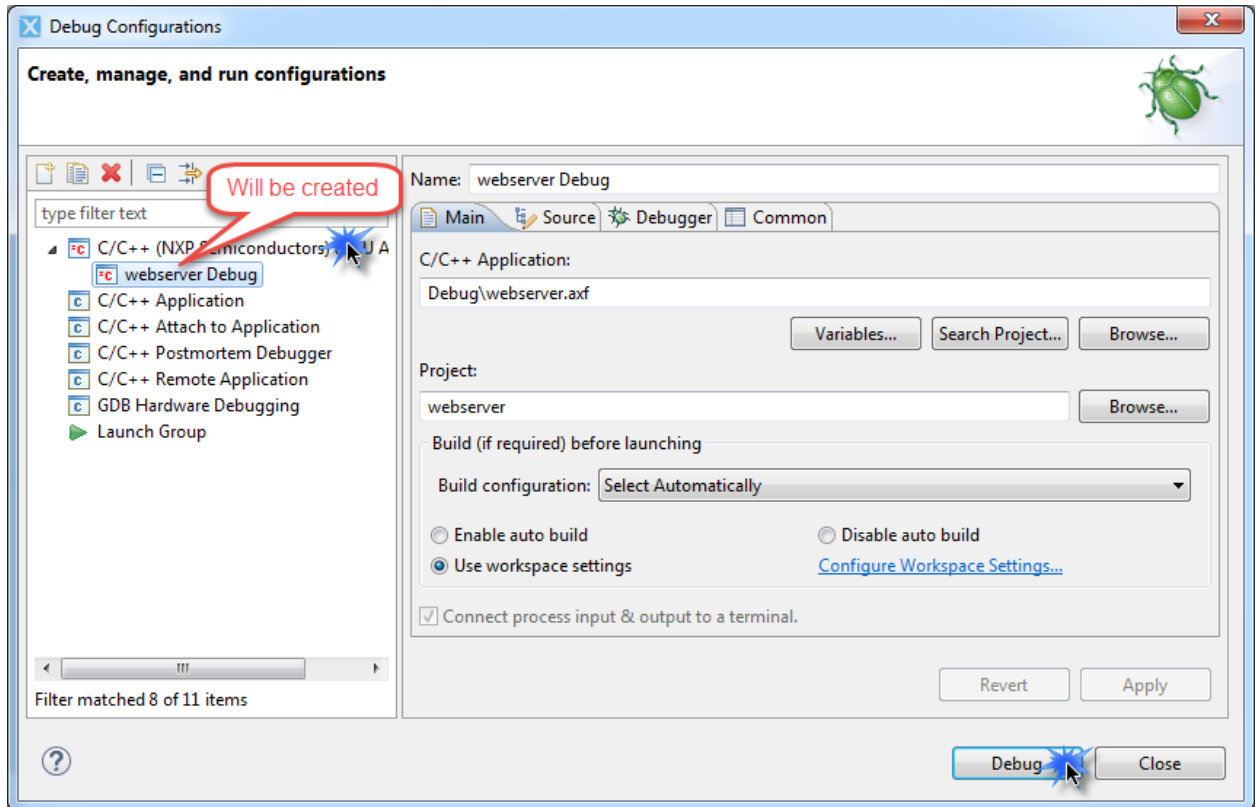 Debug Configurations
Create, manage, and run configurations
Will be created
type filter text
C/C++ (NXP Semiconductors) U A
webserver Debug
C/C++ Application
C/C++ Attach to Application
C/C++ Postmortem Debugger
C/C++ Remote Application
GDB Hardware Debugging
Launch Group
Filter matched 8 of 11 items
Name: webserver Debug
Main Source Debugger Common
C/C++ Application:
Debug\webserver.axf
Variables... Search Project... Browse...
Project:
webserver Browse...
Build (if required) before launching
Build configuration: Select Automatically
Enable auto build Disable auto build
Use workspace settings Configure Workspace Settings...
Connect process input & output to a terminal.
Revert Apply
Debug Close